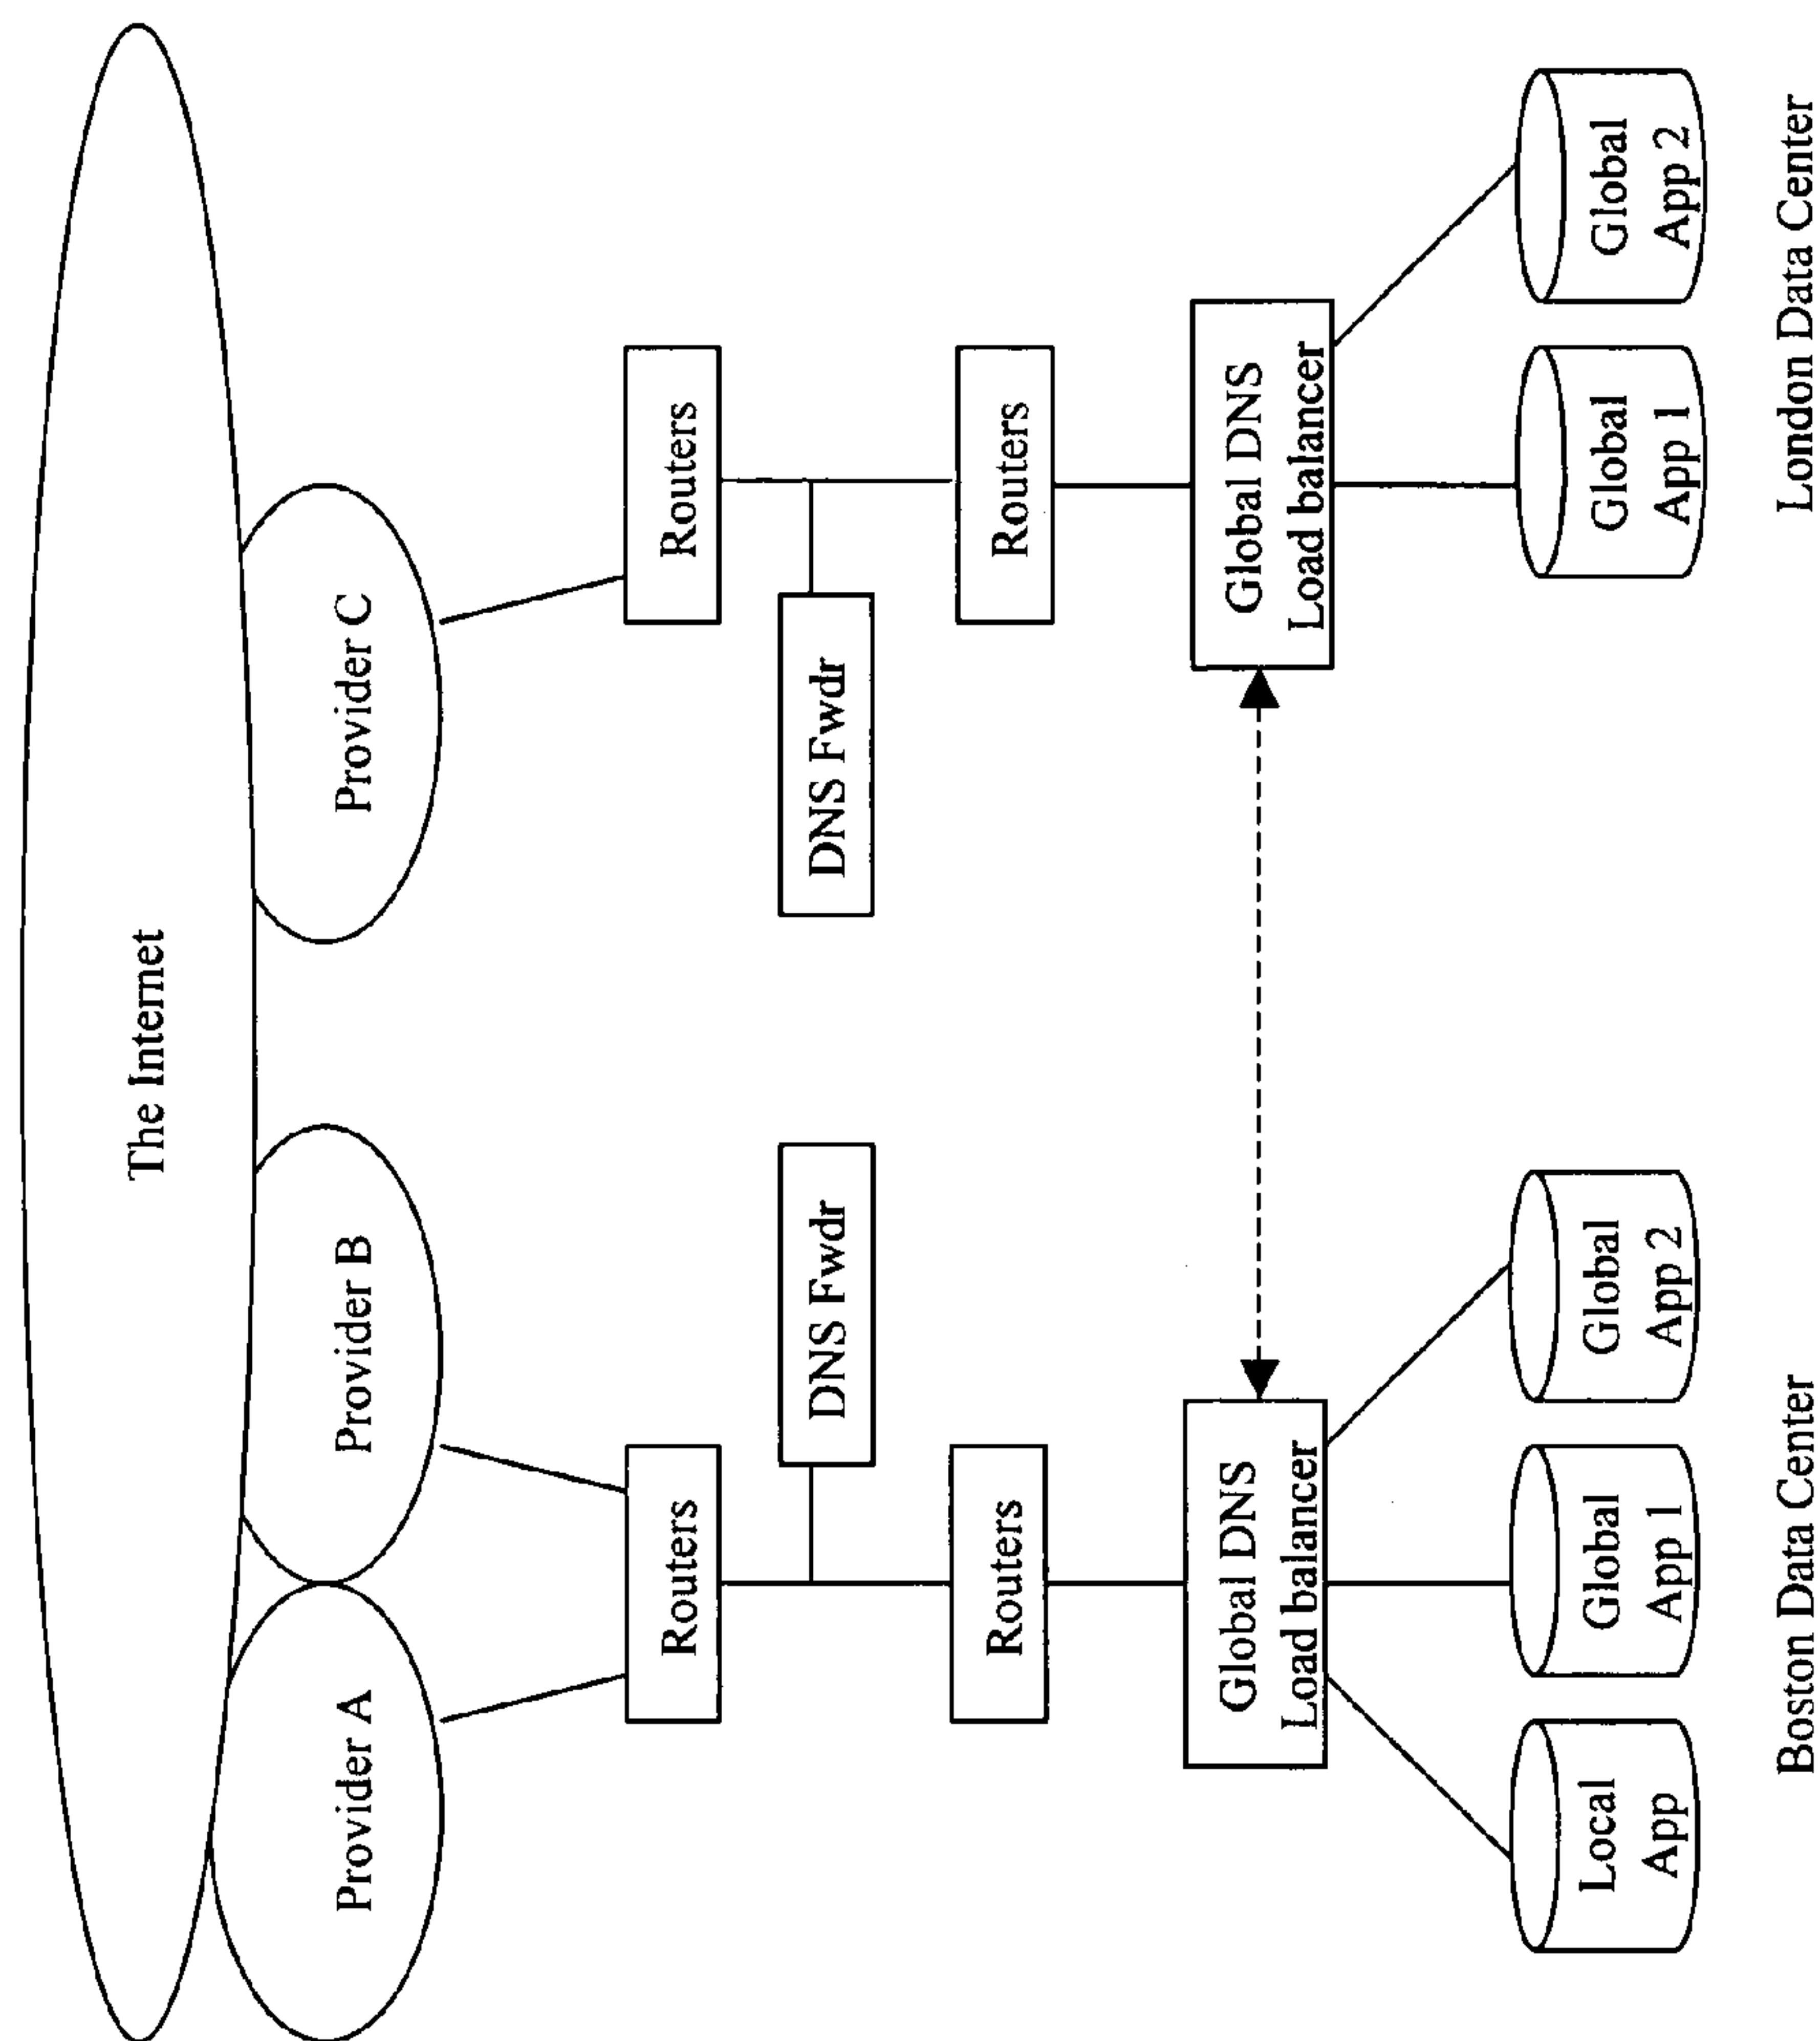 The Internet
Provider A
Provider B
Provider C
Routers
Routers
DNS Fwdr
DNS Fwdr
Routers
Routers
Global DNS
Load balancer
Global DNS
Load balancer
Local
App
Global
App 1
Global
App 2
Global
App 1
Global
App 2
Boston Data Center
London Data Center